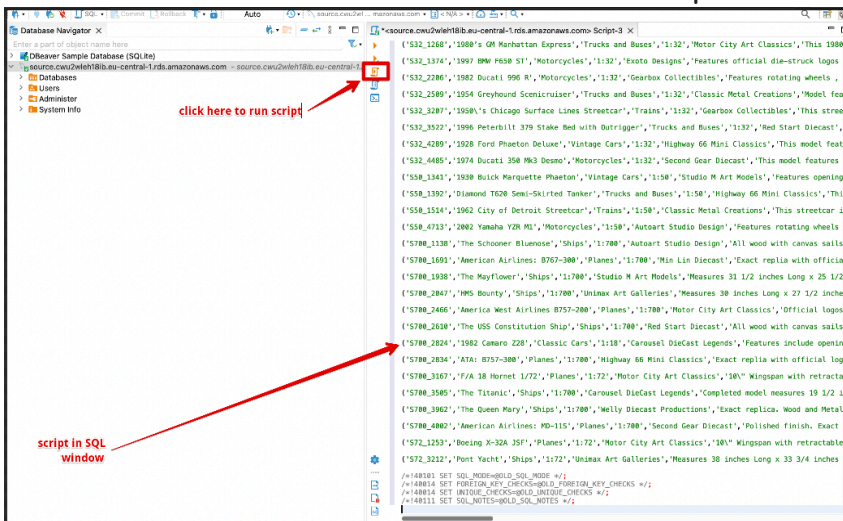 SQL
Commit
Rollback
Auto
source.cwu2wl
mazonaws.com
< N/A >
Database Navigator
Enter a part of object name here
DBeaver Sample Database (SQLite)
source.cwu2wleh18ib.eu-central-1.rds.amazonaws.com - source.cwu2wleh18ib.eu-central-1.
Databases
Users
Administer
System Info
click here to run script
script in SQL
window
*<source.cwu2wleh18ib.eu-central-1.rds.amazonaws.com> Script-3
('S32_1268','1980's GM Manhattan Express','Trucks and Buses','1:32','Motor City Art Classics','This 1980
('S32_1374','1997 BMW F650 ST','Motorcycles','1:32','Exoto Designs','Features official die-struck logos
('S32_2206','1982 Ducati 996 R','Motorcycles','1:32','Gearbox Collectibles','Features rotating wheels ,
('S32_2509','1954 Greyhound Scenicruiser','Trucks and Buses','1:32','Classic Metal Creations','Model fea
('S32_3207','1950\'s Chicago Surface Lines Streetcar','Trains','1:32','Gearbox Collectibles','This stree
('S32_3522','1996 Peterbilt 379 Stake Bed with Outrigger','Trucks and Buses','1:32','Red Start Diecast',
('S32_4289','1928 Ford Phaeton Deluxe','Vintage Cars','1:32','Highway 66 Mini Classics','This model feat
('S32_4485','1974 Ducati 350 Mk3 Desmo','Motorcycles','1:32','Second Gear Diecast','This model features
('S50_1341','1930 Buick Marquette Phaeton','Vintage Cars','1:50','Studio M Art Models','Features opening
('S50_1392','Diamond T620 Semi-Skirted Tanker','Trucks and Buses','1:50','Highway 66 Mini Classics','Thi
('S50_1514','1962 City of Detroit Streetcar','Trains','1:50','Classic Metal Creations','This streetcar i
('S50_4713','2002 Yamaha YZR M1','Motorcycles','1:50','Autoart Studio Design','Features rotating wheels
('S700_1138','The Schooner Bluenose','Ships','1:700','Autoart Studio Design','All wood with canvas sails
('S700_1691','American Airlines: B767-300','Planes','1:700','Min Lin Diecast','Exact replia with officia
('S700_1938','The Mayflower','Ships','1:700','Studio M Art Models','Measures 31 1/2 inches Long x 25 1/2
('S700_2047','HMS Bounty','Ships','1:700','Unimax Art Galleries','Measures 30 inches Long x 27 1/2 inche
('S700_2466','America West Airlines B757-200','Planes','1:700','Motor City Art Classics','Official logos
('S700_2610','The USS Constitution Ship','Ships','1:700','Red Start Diecast','All wood with canvas sails
('S700_2824','1982 Camaro Z28','Classic Cars','1:18','Carousel DieCast Legends','Features include openin
('S700_2834','ATA: B757-300','Planes','1:700','Highway 66 Mini Classics','Exact replia with official log
('S700_3167','F/A 18 Hornet 1/72','Planes','1:72','Motor City Art Classics','10\" Wingspan with retracta
('S700_3505','The Titanic','Ships','1:700','Carousel DieCast Legends','Completed model measures 19 1/2 i
('S700_3962','The Queen Mary','Ships','1:700','Welly Diecast Productions','Exact replica. Wood and Metal
('S700_4002','American Airlines: MD-11S','Planes','1:700','Second Gear Diecast','Polished finish. Exact
('S72_1253','Boeing X-32A JSF','Planes','1:72','Motor City Art Classics','10\" Wingspan with retractable
('S72_3212','Pont Yacht','Ships','1:72','Unimax Art Galleries','Measures 38 inches Long x 33 3/4 inches
/*!40101 SET SQL_MODE=@OLD_SQL_MODE */;
/*!40014 SET FOREIGN_KEY_CHECKS=@OLD_FOREIGN_KEY_CHECKS */;
/*!40014 SET UNIQUE_CHECKS=@OLD_UNIQUE_CHECKS */;
/*!40111 SET SQL_NOTES=@OLD_SQL_NOTES */;